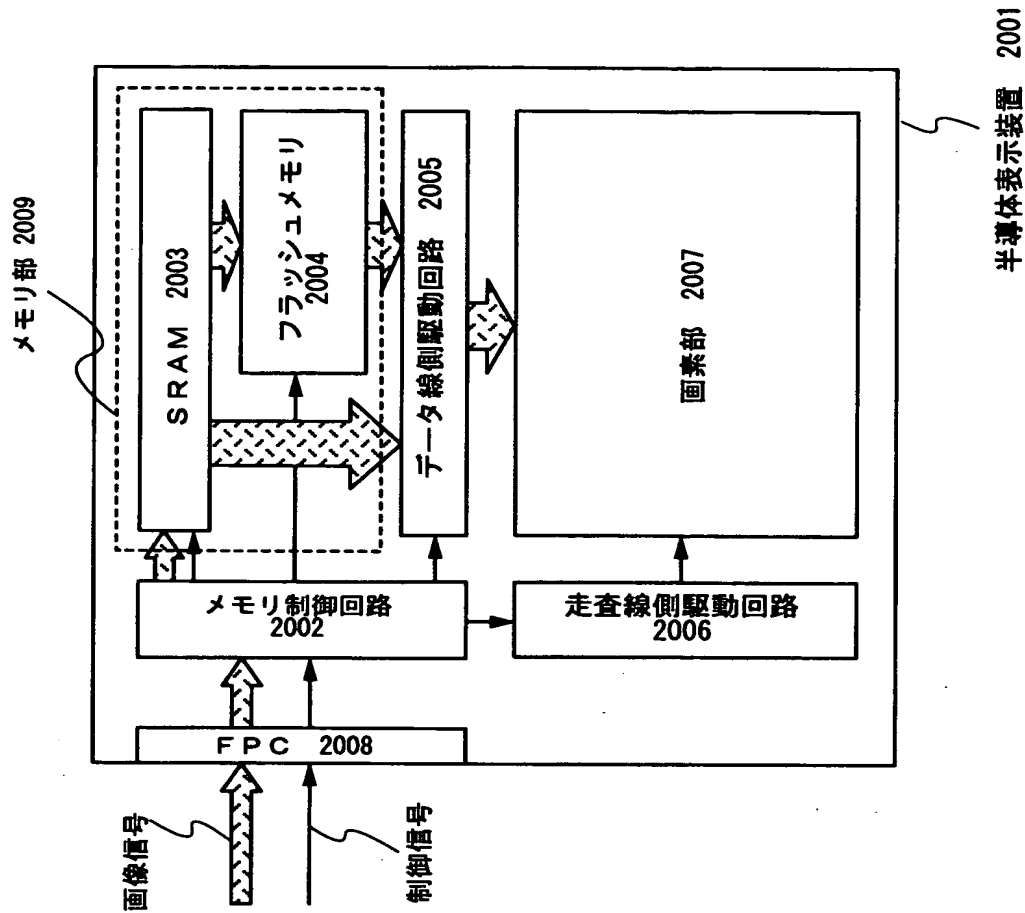 メモリ部 2009
SRAM 2003
フラッシュメモリ
2004
データ線側駆動回路 2005
画素部 2007
メモリ制御回路
2002
走査線側駆動回路
2006
FPC 2008
画像信号
制御信号
半導体表示装置 2001